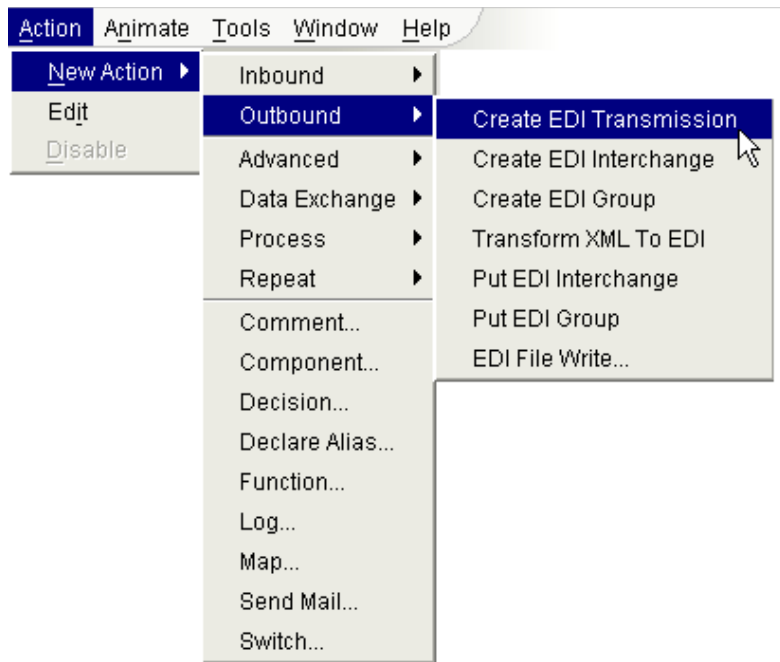 Action Animate Tools Window Help
New Action
Edit
Disable
Inbound
Outbound
Advanced
Data Exchange
Process
Repeat
Comment...
Component...
Decision...
Declare Alias...
Function...
Log...
Map...
Send Mail...
Switch...
Create EDI Transmission
Create EDI Interchange
Create EDI Group
Transform XML To EDI
Put EDI Interchange
Put EDI Group
EDI File Write...